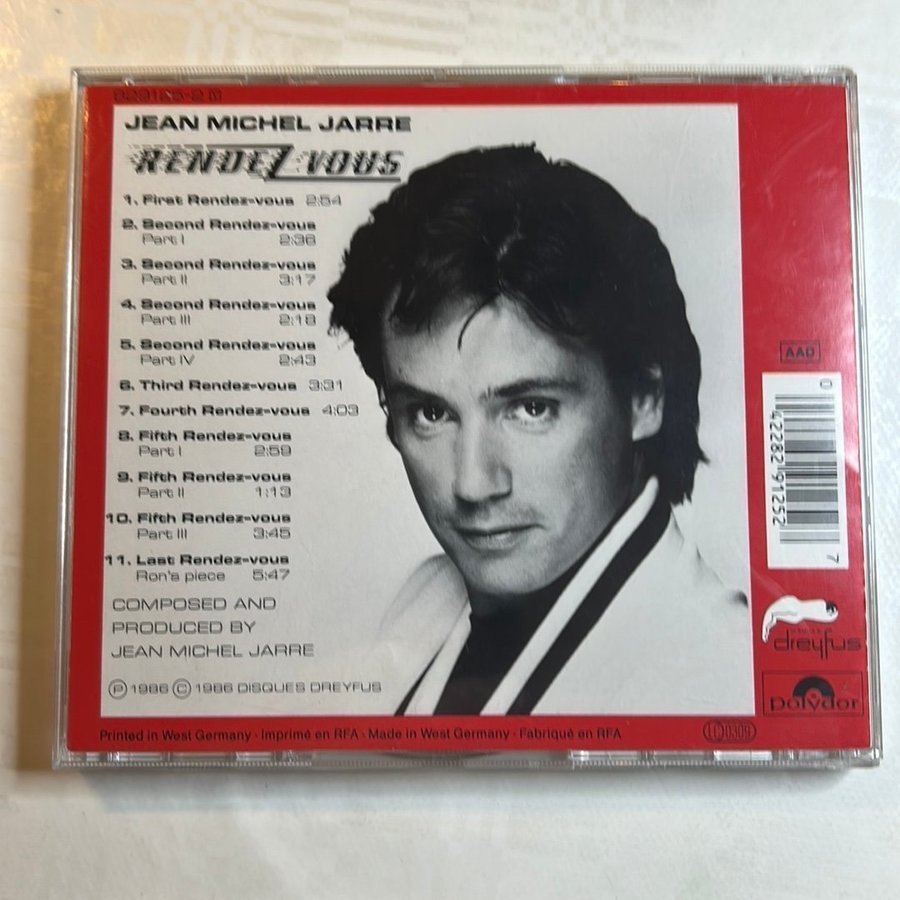 829125-2
JEAN MICHEL JARRE
RENDEZ-VOUS
1. First Rendez-vous 2:54
2. Second Rendez-vous
Part I 2:36
3. Second Rendez-vous
Part II 3:17
4. Second Rendez-vous
Part III 2:18
5. Second Rendez-vous
Part IV 2:43
6. Third Rendez-vous 3:31
7. Fourth Rendez-vous 4:03
8. Fifth Rendez-vous
Part I 2:59
9. Fifth Rendez-vous
Part II 1:13
10. Fifth Rendez-vous
Part III 3:45
11. Last Rendez-vous
Ron's piece 5:47
COMPOSED AND
PRODUCED BY
JEAN MICHEL JARRE
Ⓟ 1986 © 1986 DISQUES DREYFUS
Printed in West Germany · Imprimé en RFA · Made in West Germany · Fabriqué en RFA
AAD
0 42282 91252 7
dreyfus
polydor